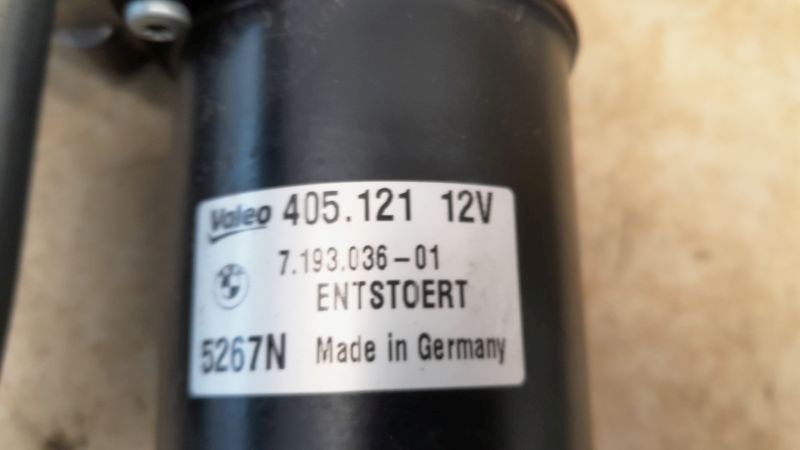 Valeo 405.121 12V
7.193.036-01
ENTSTOERT
5267N Made in Germany